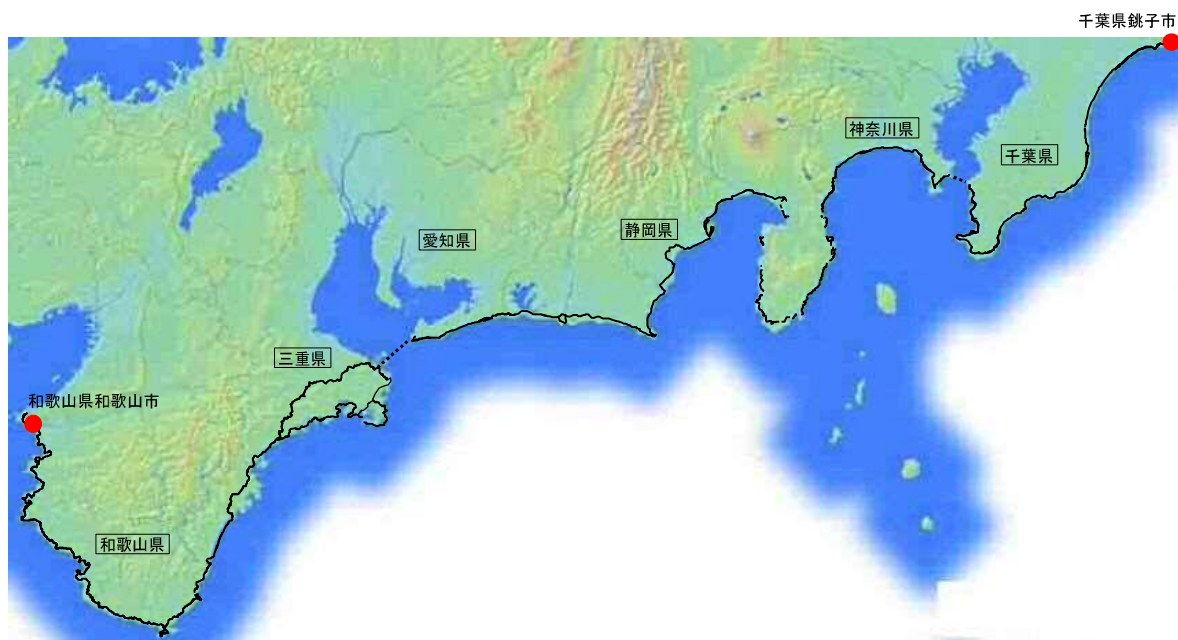 千葉県銚子市
神奈川県
千葉県
静岡県
愛知県
三重県
和歌山県和歌山市
和歌山県